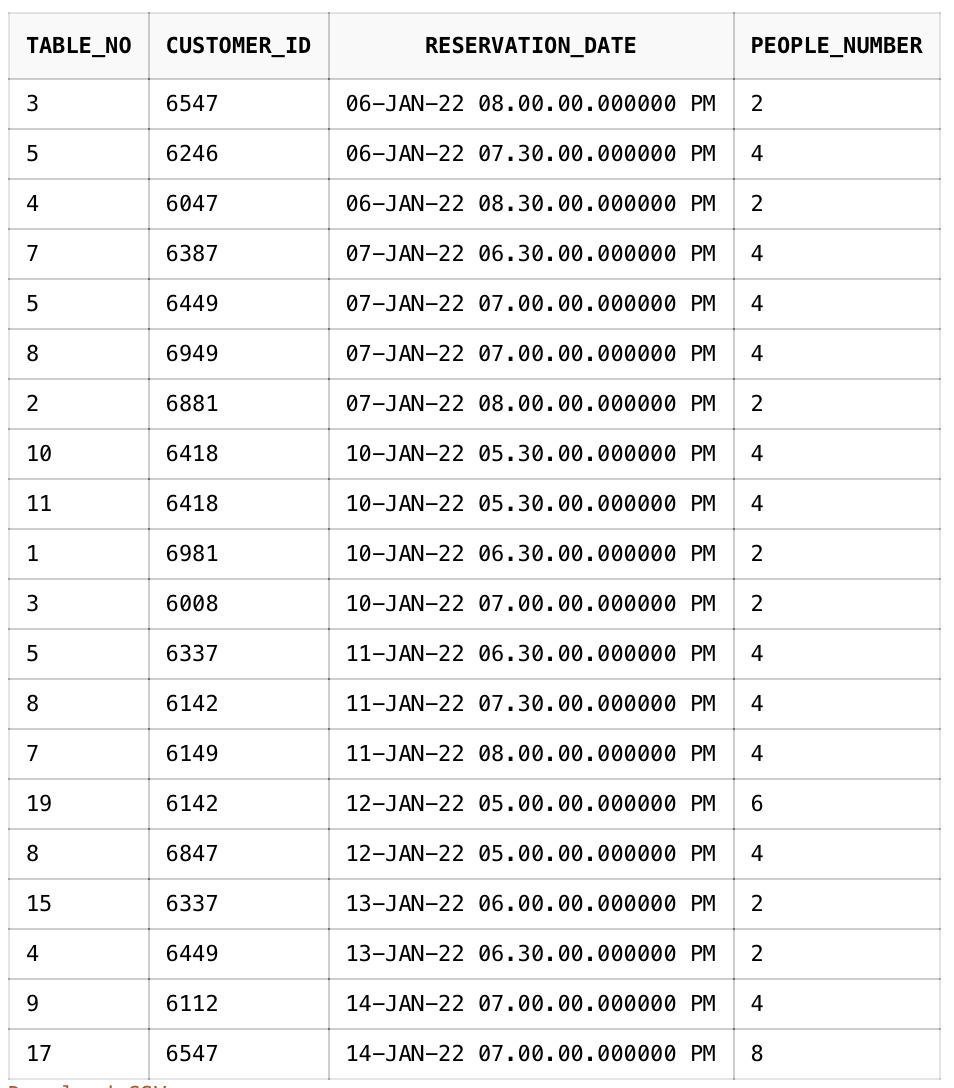 TABLE_NO CUSTOMER_ID RESERVATION_DATE PEOPLE_NUMBER
3 6547 06-JAN-22 08.00.00.000000 PM 2
5 6246 06-JAN-22 07.30.00.000000 PM 4
4 6047 06-JAN-22 08.30.00.000000 PM 2
7 6387 07-JAN-22 06.30.00.000000 PM 4
5 6449 07-JAN-22 07.00.00.000000 PM 4
8 6949 07-JAN-22 07.00.00.000000 PM 4
2 6881 07-JAN-22 08.00.00.000000 PM 2
10 6418 10-JAN-22 05.30.00.000000 PM 4
11 6418 10-JAN-22 05.30.00.000000 PM 4
1 6981 10-JAN-22 06.30.00.000000 PM 2
3 6008 10-JAN-22 07.00.00.000000 PM 2
5 6337 11-JAN-22 06.30.00.000000 PM 4
8 6142 11-JAN-22 07.30.00.000000 PM 4
7 6149 11-JAN-22 08.00.00.000000 PM 4
19 6142 12-JAN-22 05.00.00.000000 PM 6
8 6847 12-JAN-22 05.00.00.000000 PM 4
15 6337 13-JAN-22 06.00.00.000000 PM 2
4 6449 13-JAN-22 06.30.00.000000 PM 2
9 6112 14-JAN-22 07.00.00.000000 PM 4
17 6547 14-JAN-22 07.00.00.000000 PM 8